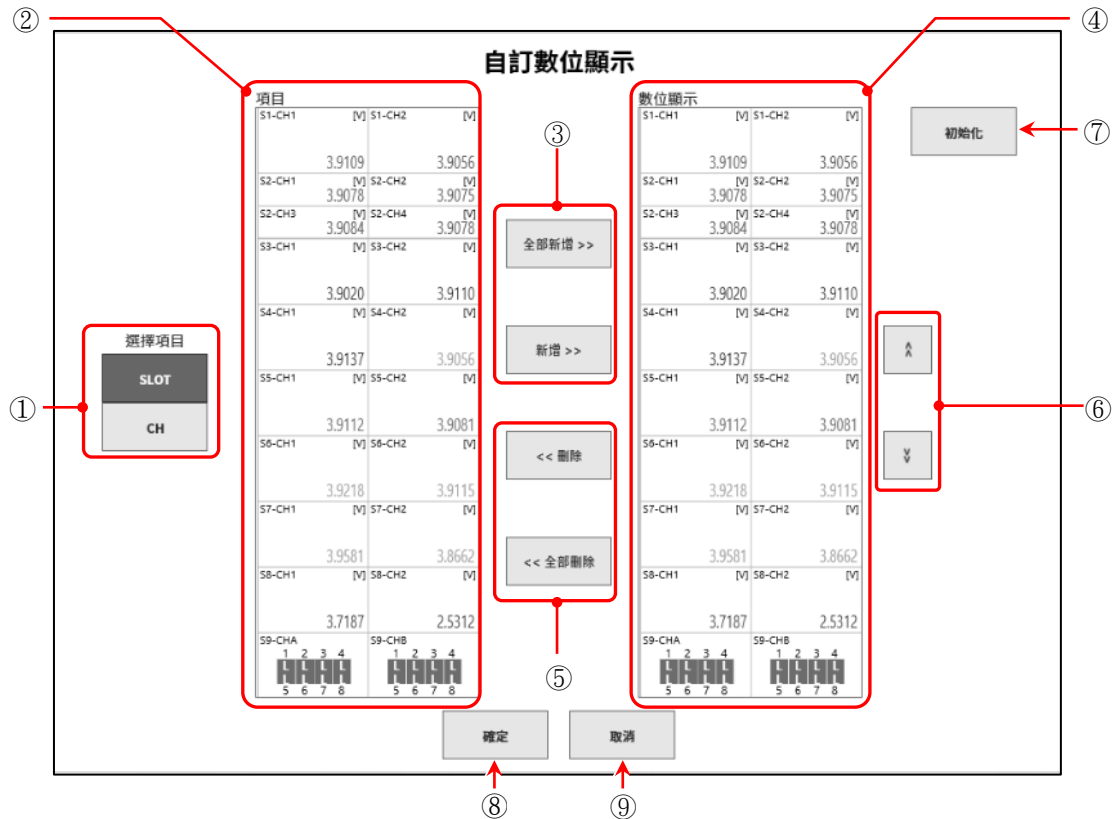 ② ④
自訂數位顯示
項目 數位顯示
S1-CH1 [V] S1-CH2 [V] S1-CH1 [V] S1-CH2 [V]
③ 初始化 ⑦
3.9109 3.9056 3.9109 3.9056
S2-CH1 [V] S2-CH2 [V] S2-CH1 [V] S2-CH2 [V]
3.9078 3.9075 3.9078 3.9075
S2-CH3 [V] S2-CH4 [V] S2-CH3 [V] S2-CH4 [V]
3.9084 3.9078 3.9084 3.9078
全部新增 >>
S3-CH1 [V] S3-CH2 [V] S3-CH1 [V] S3-CH2 [V]
3.9020 3.9110 3.9020 3.9110
S4-CH1 [V] S4-CH2 [V] S4-CH1 [V] S4-CH2 [V]
選擇項目 新增 >>
3.9137 3.9056 3.9137 3.9056
SLOT S5-CH1 [V] S5-CH2 [V] S5-CH1 [V] S5-CH2 [V]
① ⑥
CH 3.9112 3.9081 3.9112 3.9081
S6-CH1 [V] S6-CH2 [V] S6-CH1 [V] S6-CH2 [V]
<< 刪除
3.9218 3.9115 3.9218 3.9115
S7-CH1 [V] S7-CH2 [V] S7-CH1 [V] S7-CH2 [V]
3.9581 3.8662 3.9581 3.8662
<< 全部刪除
S8-CH1 [V] S8-CH2 [V] S8-CH1 [V] S8-CH2 [V]
3.7187 2.5312 3.7187 2.5312
S9-CHA S9-CHB S9-CHA S9-CHB
1 2 3 4 1 2 3 4 1 2 3 4 1 2 3 4
⑤
5 6 7 8 5 6 7 8 5 6 7 8 5 6 7 8
確定 取消
⑧ ⑨